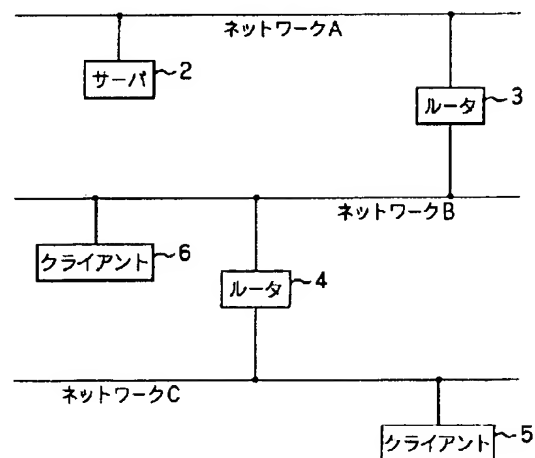 ネットワークA
サーバ 2
ルータ 3
ネットワークB
クライアント 6
ルータ 4
ネットワークC
クライアント 5